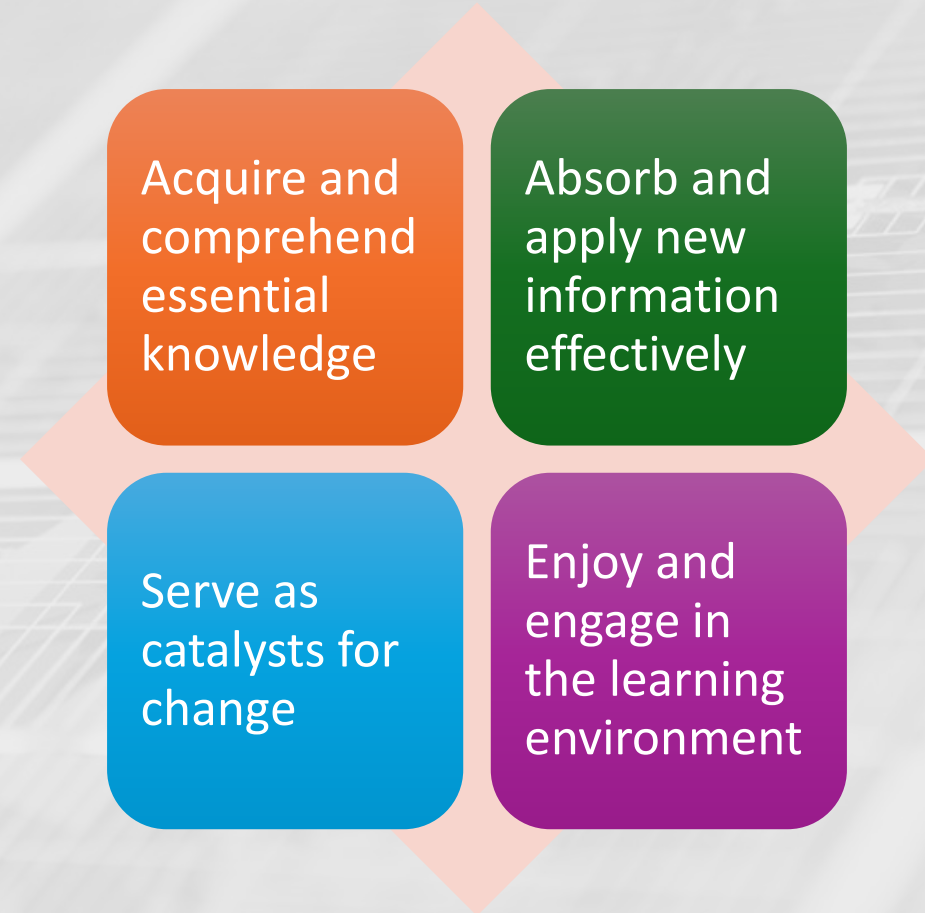 Acquire and
comprehend
essential
knowledge
Absorb and
apply new
information
effectively
Serve as
catalysts for
change
Enjoy and
engage in
the learning
environment